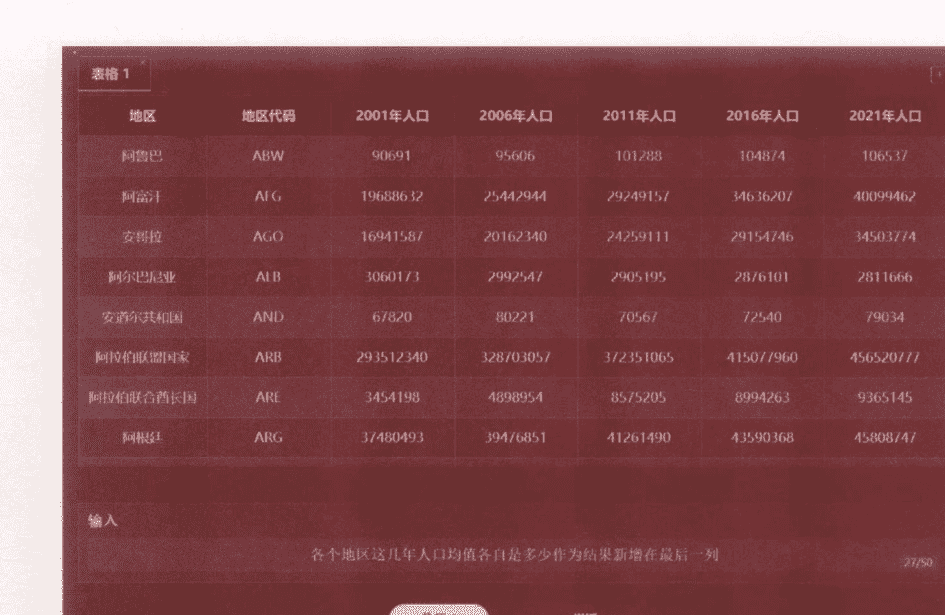 表格 1
地区 地区代码 2001年人口 2006年人口 2011年人口 2016年人口 2021年人口
阿鲁巴 ABW 90691 95606 101288 104874 106537
阿富汗 AFG 19688632 25442944 29249157 34636207 40099462
安哥拉 AGO 16941587 20162340 24259111 29154746 34503774
阿尔巴尼亚 ALB 3060173 2992547 2905195 2876101 2811666
安道尔共和国 AND 67820 80221 70567 72540 79034
阿拉伯联盟国家 ARB 293512340 328703057 372351065 415077960 456520777
阿拉伯联合酋长国 ARE 3454198 4898954 8575205 8994263 9365145
阿根廷 ARG 37480493 39476851 41261490 43590368 45808747
输入
各个地区这几年人口均值各自是多少作为结果新增在最后一列
27/50